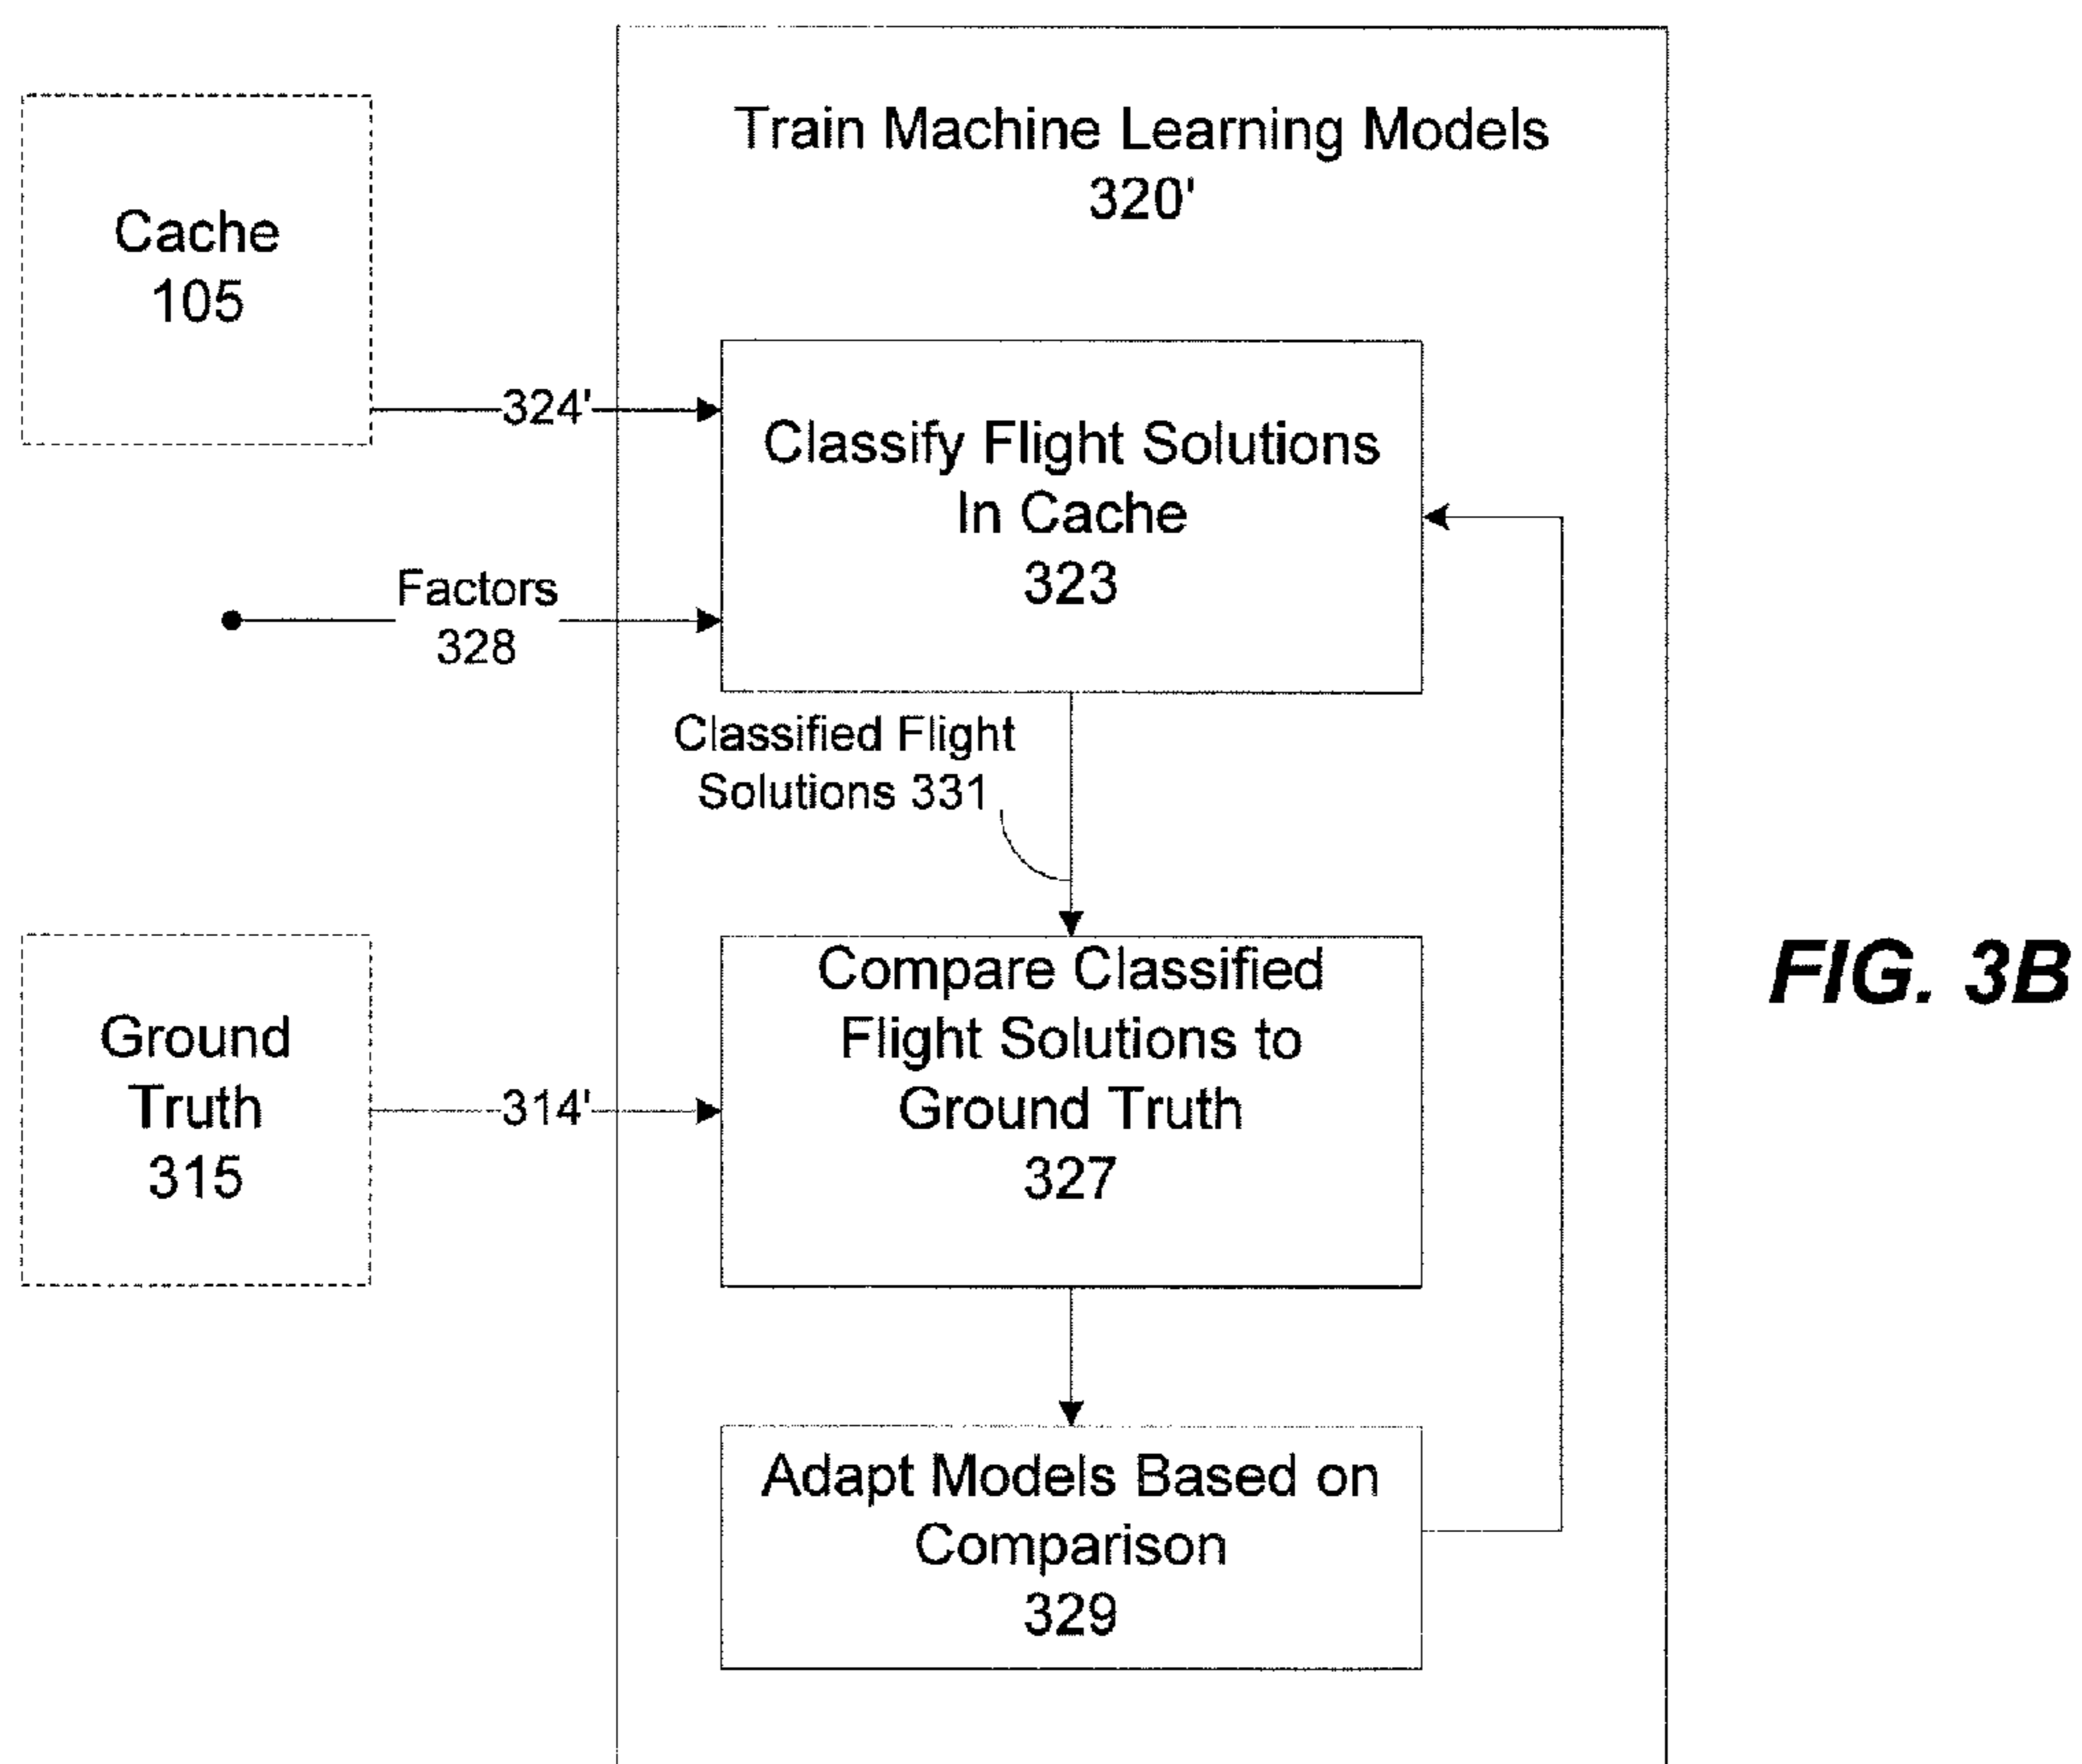 Train Machine Learning Models
320'
Cache
105
324'
Classify Flight Solutions
In Cache
323
Factors
328
Classified Flight
Solutions 331
Compare Classified
Flight Solutions to
Ground Truth
327
Ground
Truth
315
314'
Adapt Models Based on
Comparison
329
FIG. 3B